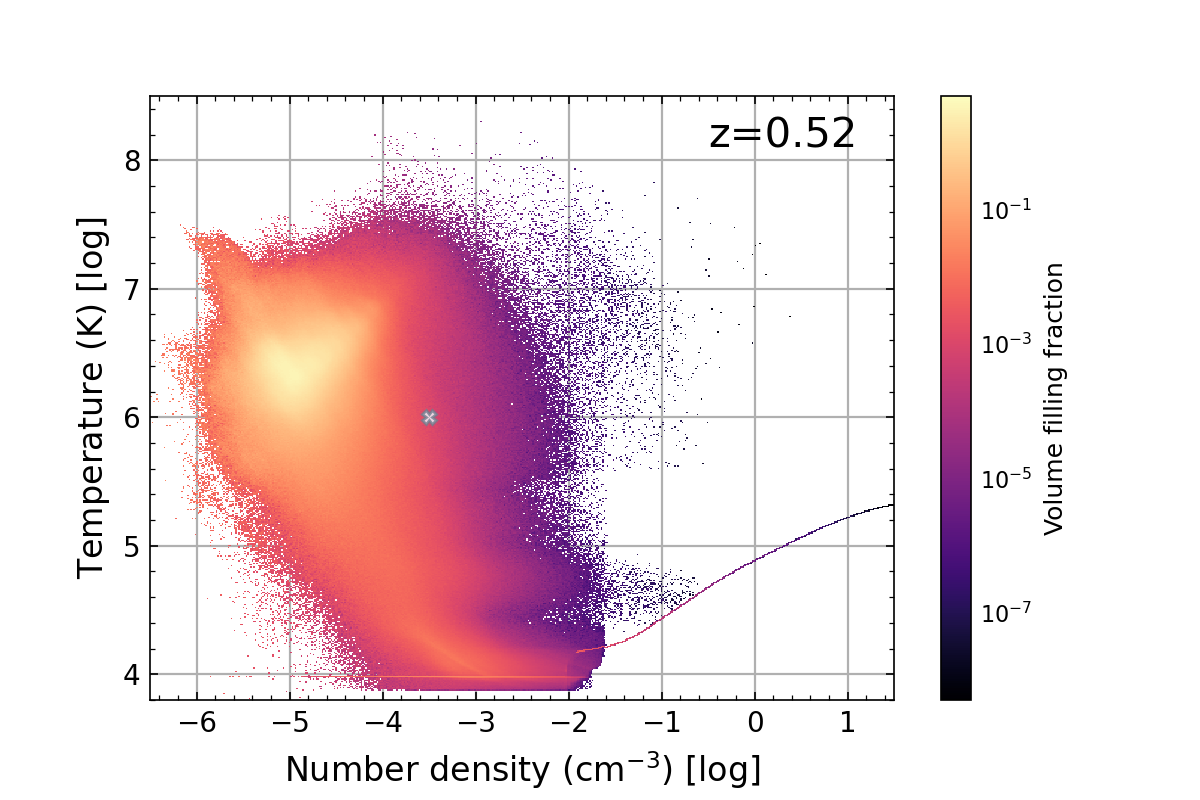 z=0.52
8
7
6
5
4
Temperature (K) [log]
−6 −5 −4 −3 −2 −1 0 1
Number density (cm⁻³) [log]
10⁻¹
10⁻³
10⁻⁵
10⁻⁷
Volume filling fraction